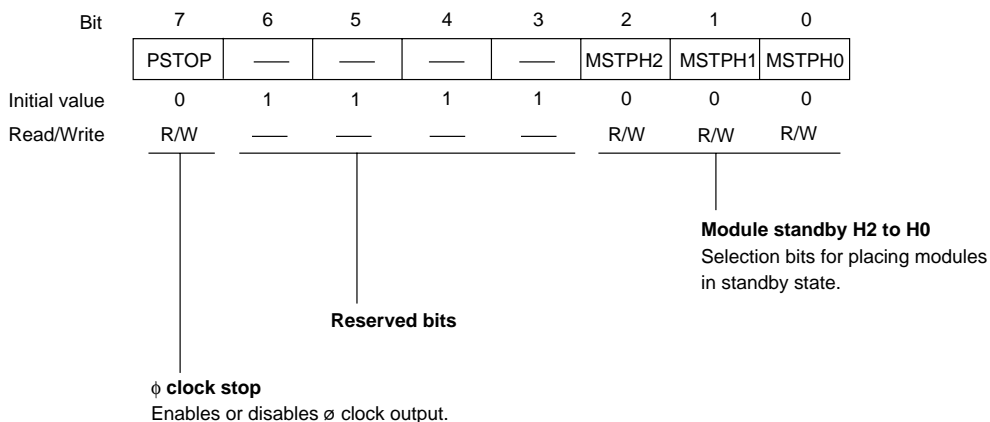 Bit 7 6 5 4 3 2 1 0
PSTOP — — — — MSTPH2 MSTPH1 MSTPH0
Initial value 0 1 1 1 1 0 0 0
Read/Write R/W — — — — R/W R/W R/W
Module standby H2 to H0
Selection bits for placing modules
in standby state.
Reserved bits
ϕ clock stop
Enables or disables ø clock output.